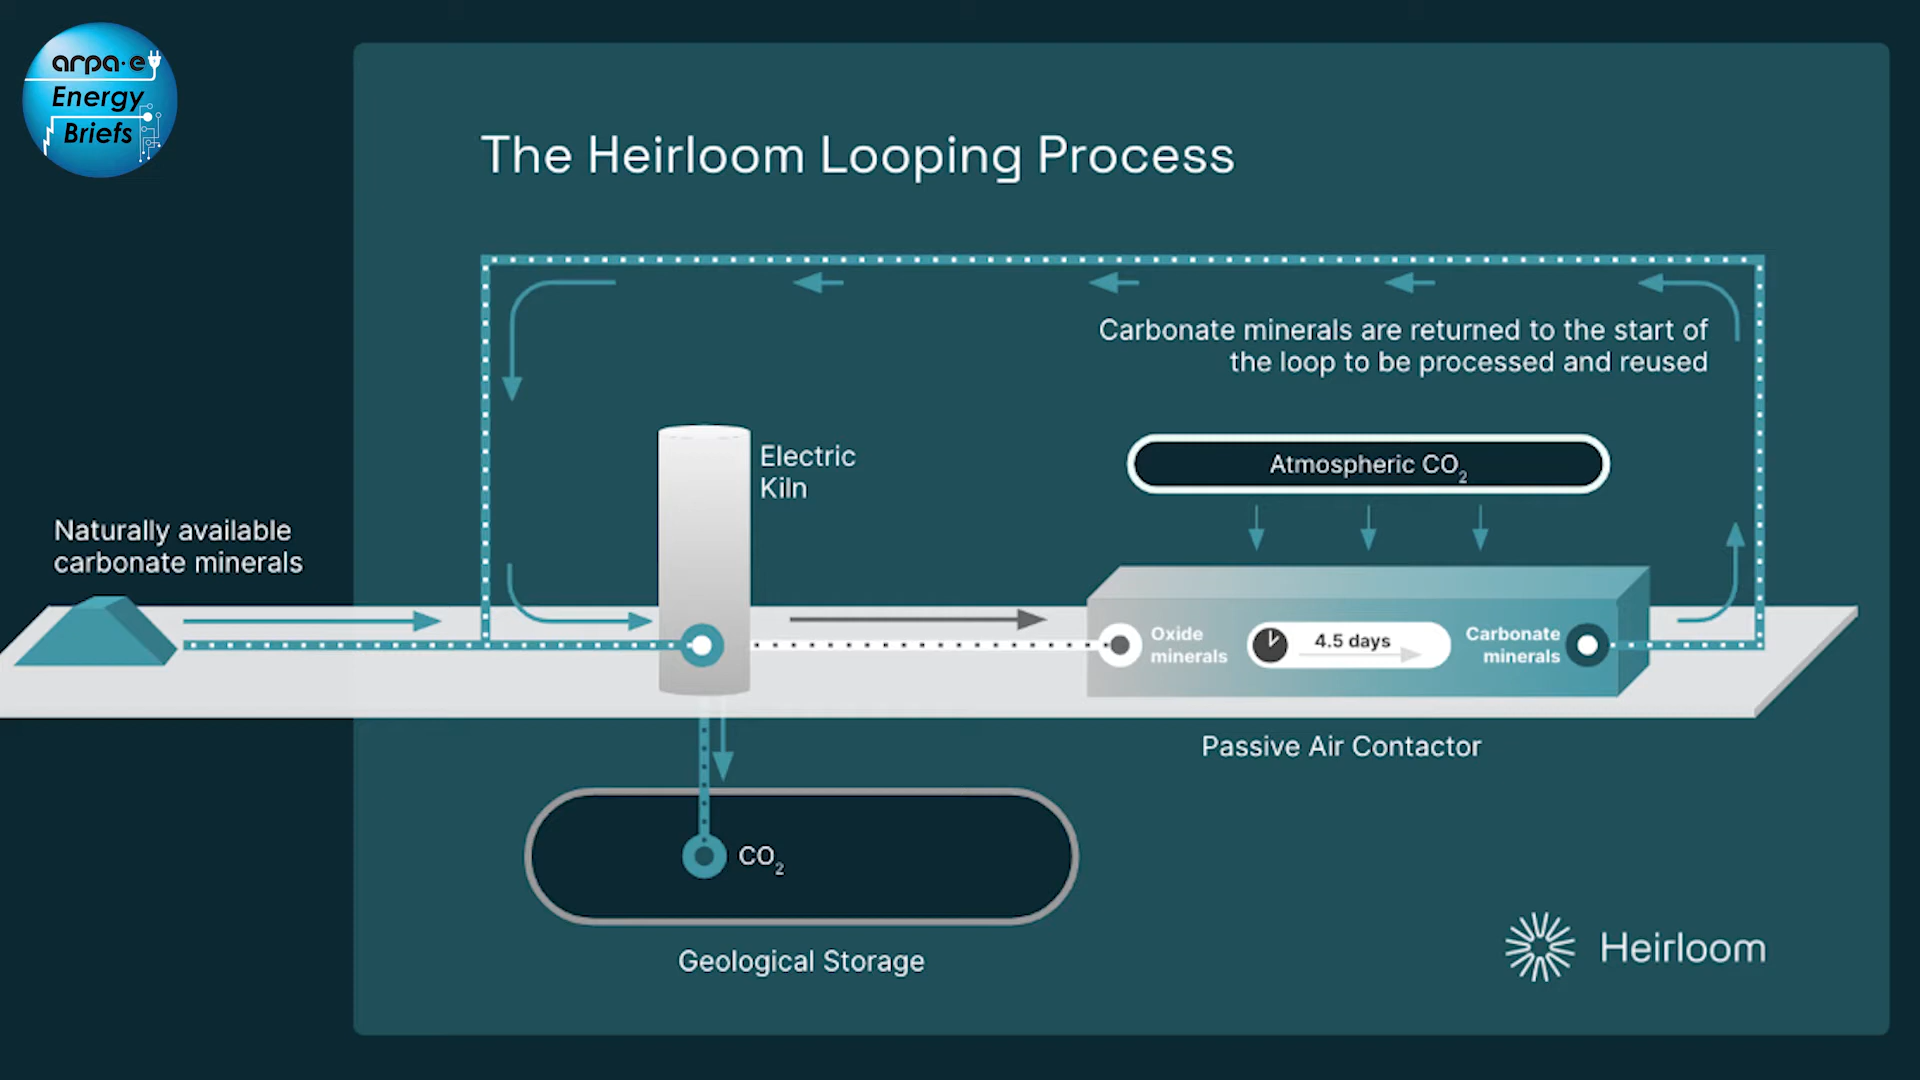 arpa·e
Energy
Briefs
The Heirloom Looping Process
Carbonate minerals are returned to the start of
the loop to be processed and reused
Electric
Kiln
Atmospheric CO₂
Naturally available
carbonate minerals
Oxide
minerals
4.5 days
Carbonate
minerals
Passive Air Contactor
CO₂
Geological Storage
Heirloom